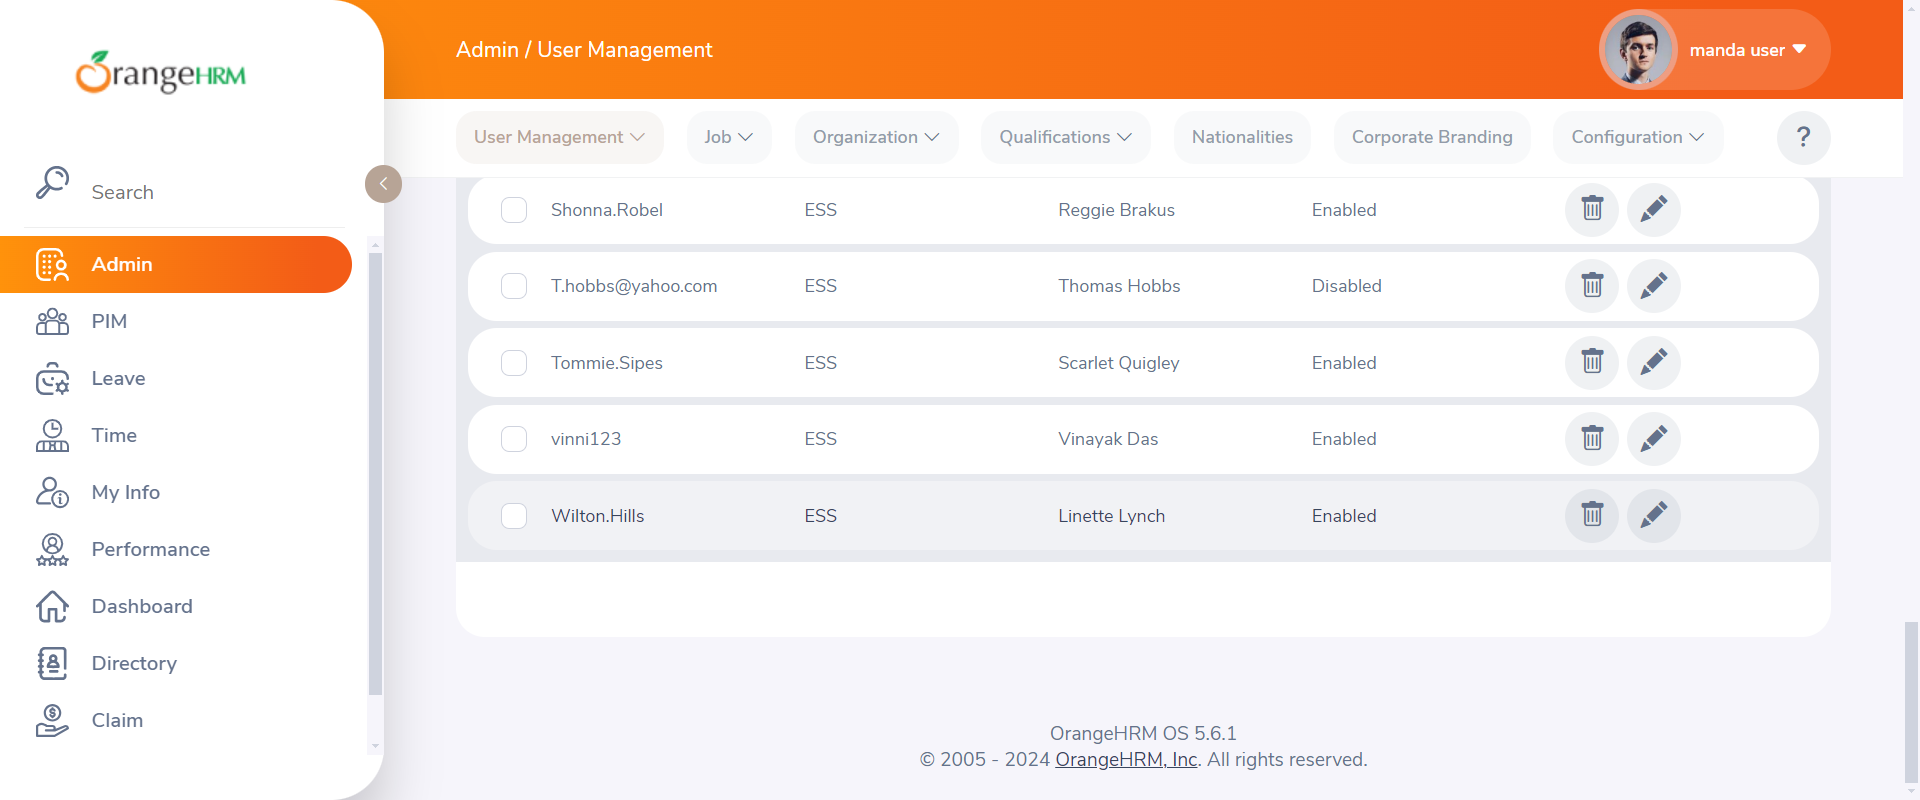 OrangeHRM
Admin / User Management
manda user
User Management
Job
Organization
Qualifications
Nationalities
Corporate Branding
Configuration
?
Search
Admin
PIM
Leave
Time
My Info
Performance
Dashboard
Directory
Claim
Shonna.Robel ESS Reggie Brakus Enabled
T.hobbs@yahoo.com ESS Thomas Hobbs Disabled
Tommie.Sipes ESS Scarlet Quigley Enabled
vinni123 ESS Vinayak Das Enabled
Wilton.Hills ESS Linette Lynch Enabled
OrangeHRM OS 5.6.1
© 2005 - 2024 OrangeHRM, Inc. All rights reserved.